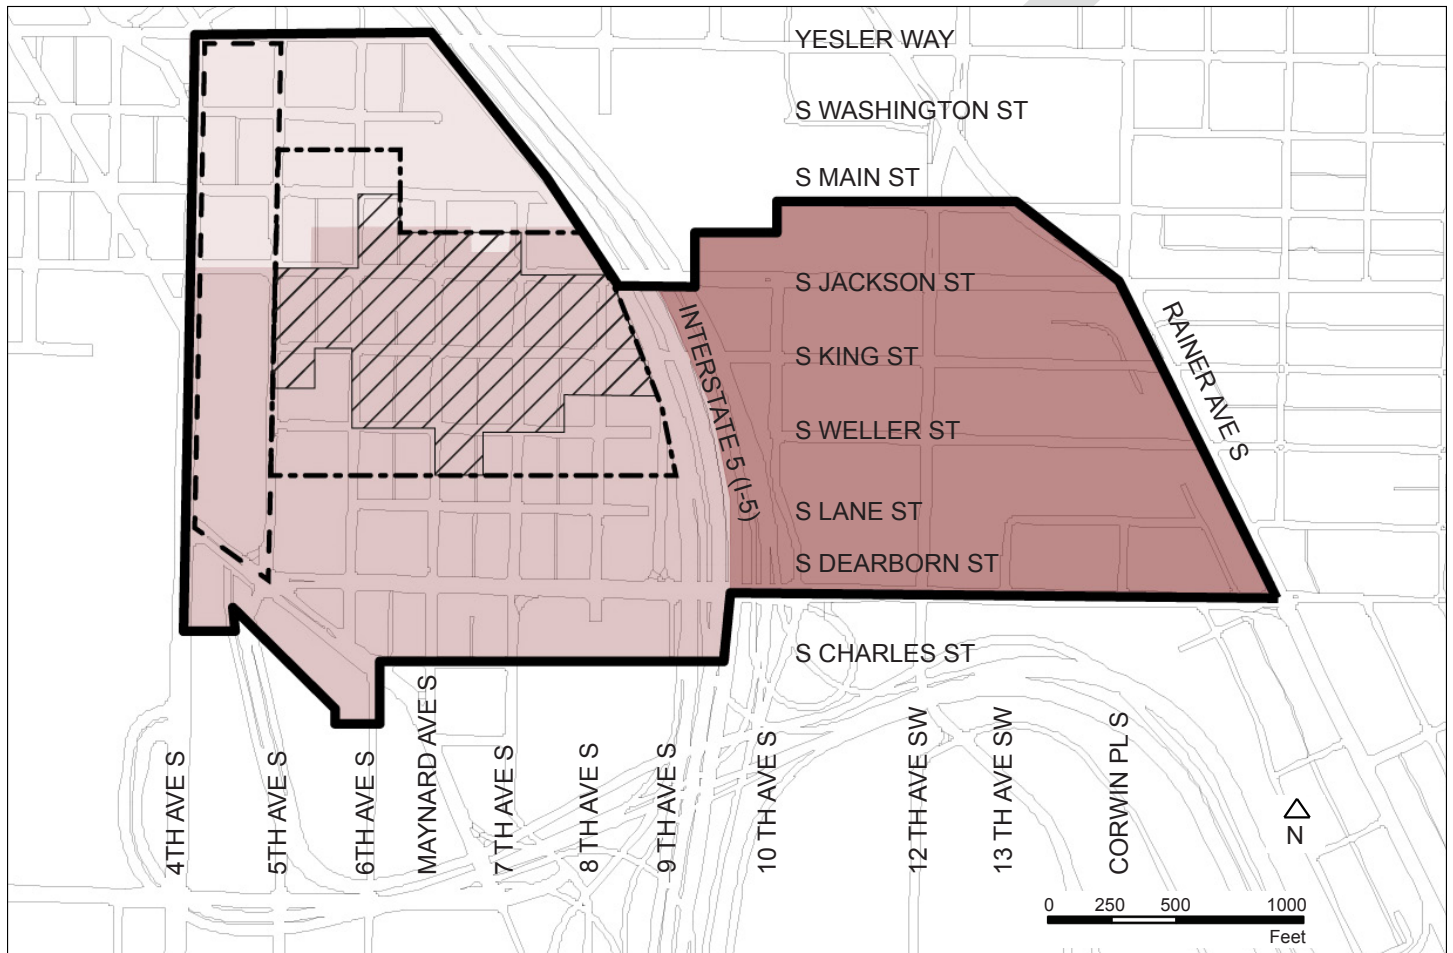 YESLER WAY
S WASHINGTON ST
S MAIN ST
S JACKSON ST
INTERSTATE 5 (I-5)
RAINER AVE S
S KING ST
S WELLER ST
S LANE ST
S DEARBORN ST
S CHARLES ST
4TH AVE S
5TH AVE S
6TH AVE S
MAYNARD AVE S
7 TH AVE S
8 TH AVE S
9 TH AVE S
10 TH AVE S
12 TH AVE SW
13 TH AVE SW
CORWIN PL S
N
0 250 500 1000
Feet